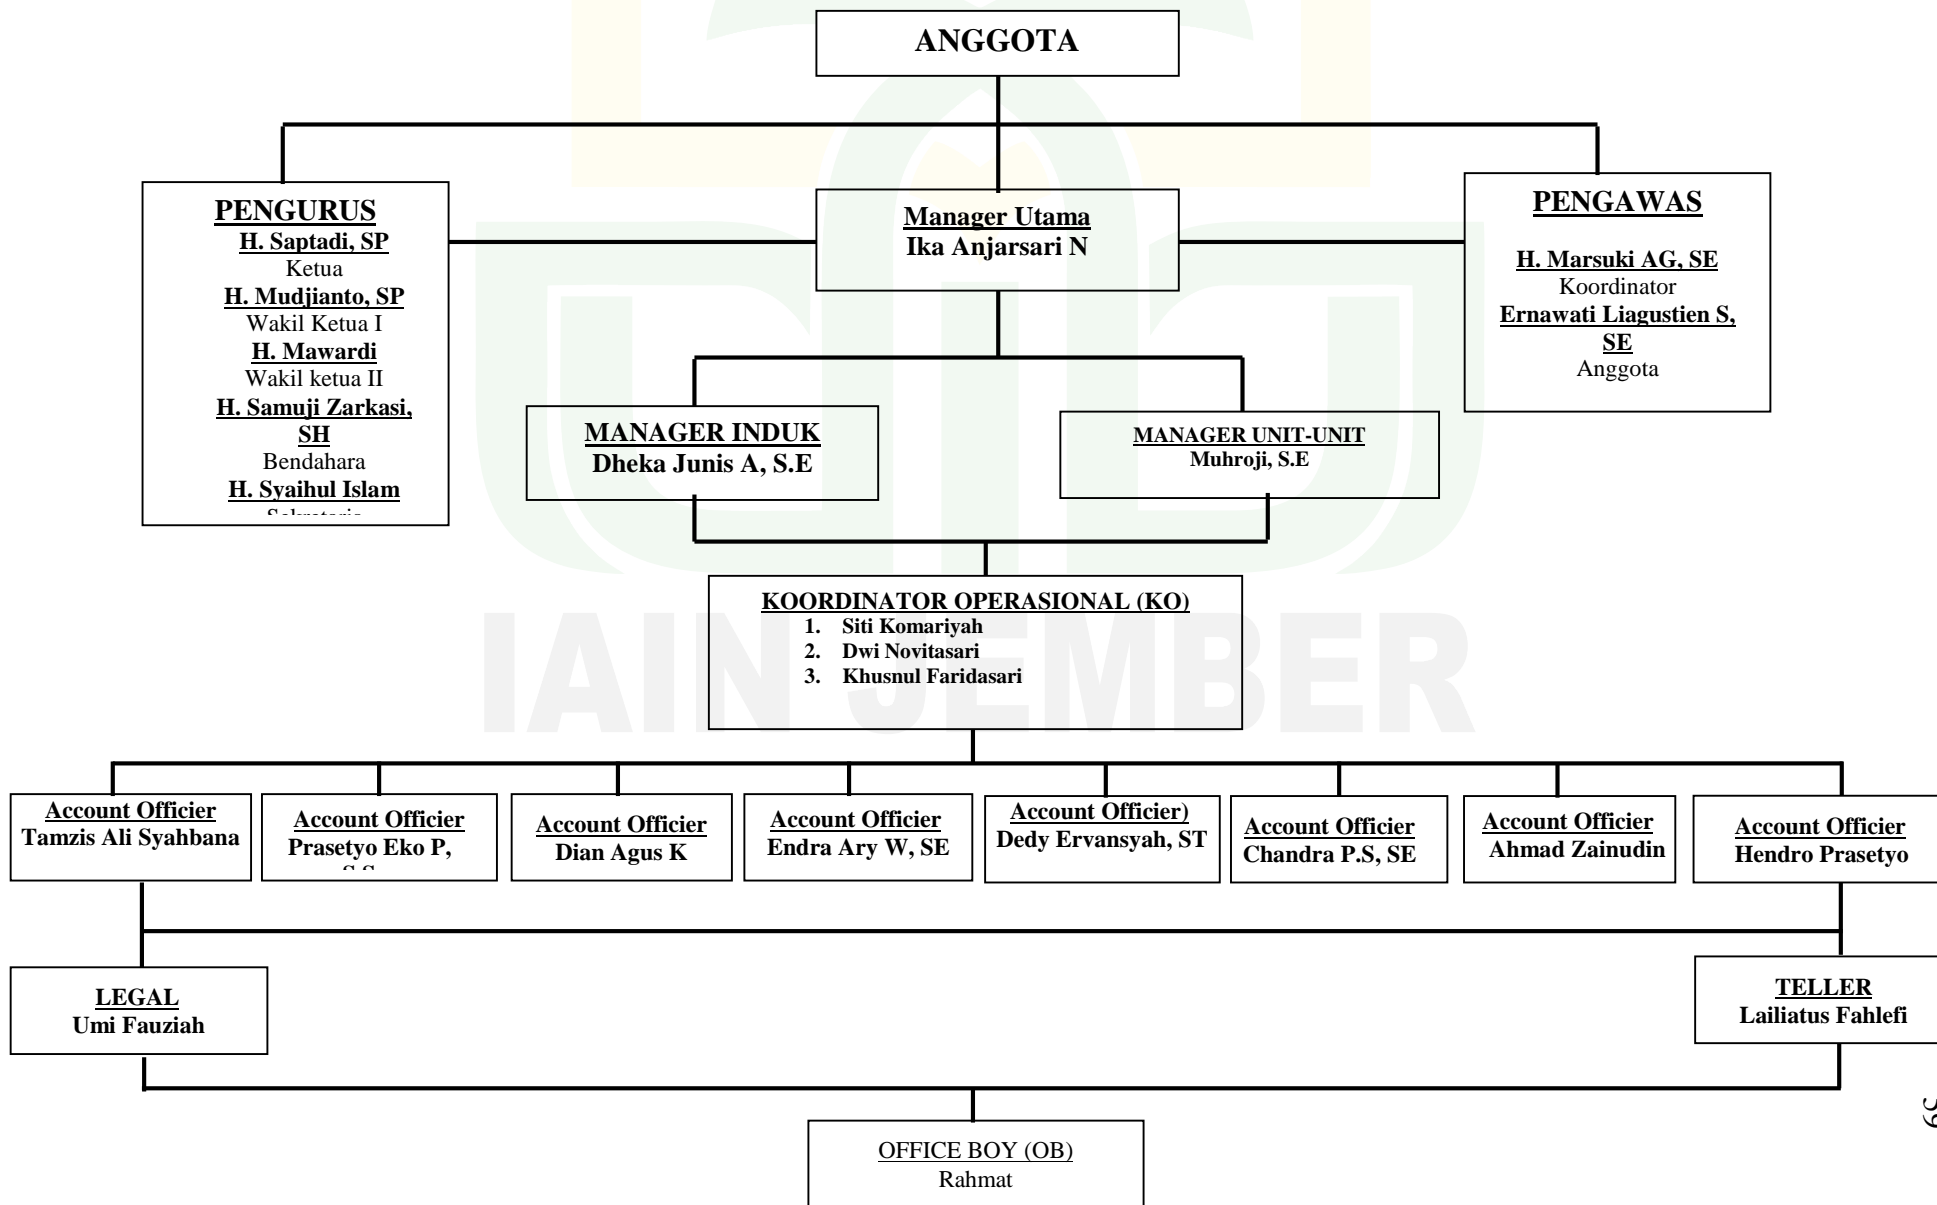 ANGGOTA
PENGURUS
H. Saptadi, SP
Ketua
H. Mudjianto, SP
Wakil Ketua I
H. Mawardi
Wakil ketua II
H. Samuji Zarkasi,
SH
Bendahara
H. Syaihul Islam
Manager Utama
Ika Anjarsari N
PENGAWAS
H. Marsuki AG, SE
Koordinator
Ernawati Liagustien S,
SE
Anggota
MANAGER INDUK
Dheka Junis A, S.E
MANAGER UNIT-UNIT
Muhroji, S.E
KOORDINATOR OPERASIONAL (KO)
1. Siti Komariyah
2. Dwi Novitasari
3. Khusnul Faridasari
IAIN JEMBER
Account Officier
Tamzis Ali Syahbana
Account Officier
Prasetyo Eko P,
Account Officier
Dian Agus K
Account Officier
Endra Ary W, SE
Account Officier)
Dedy Ervansyah, ST
Account Officier
Chandra P.S, SE
Account Officier
Ahmad Zainudin
Account Officier
Hendro Prasetyo
LEGAL
Umi Fauziah
TELLER
Lailiatus Fahlefi
OFFICE BOY (OB)
Rahmat